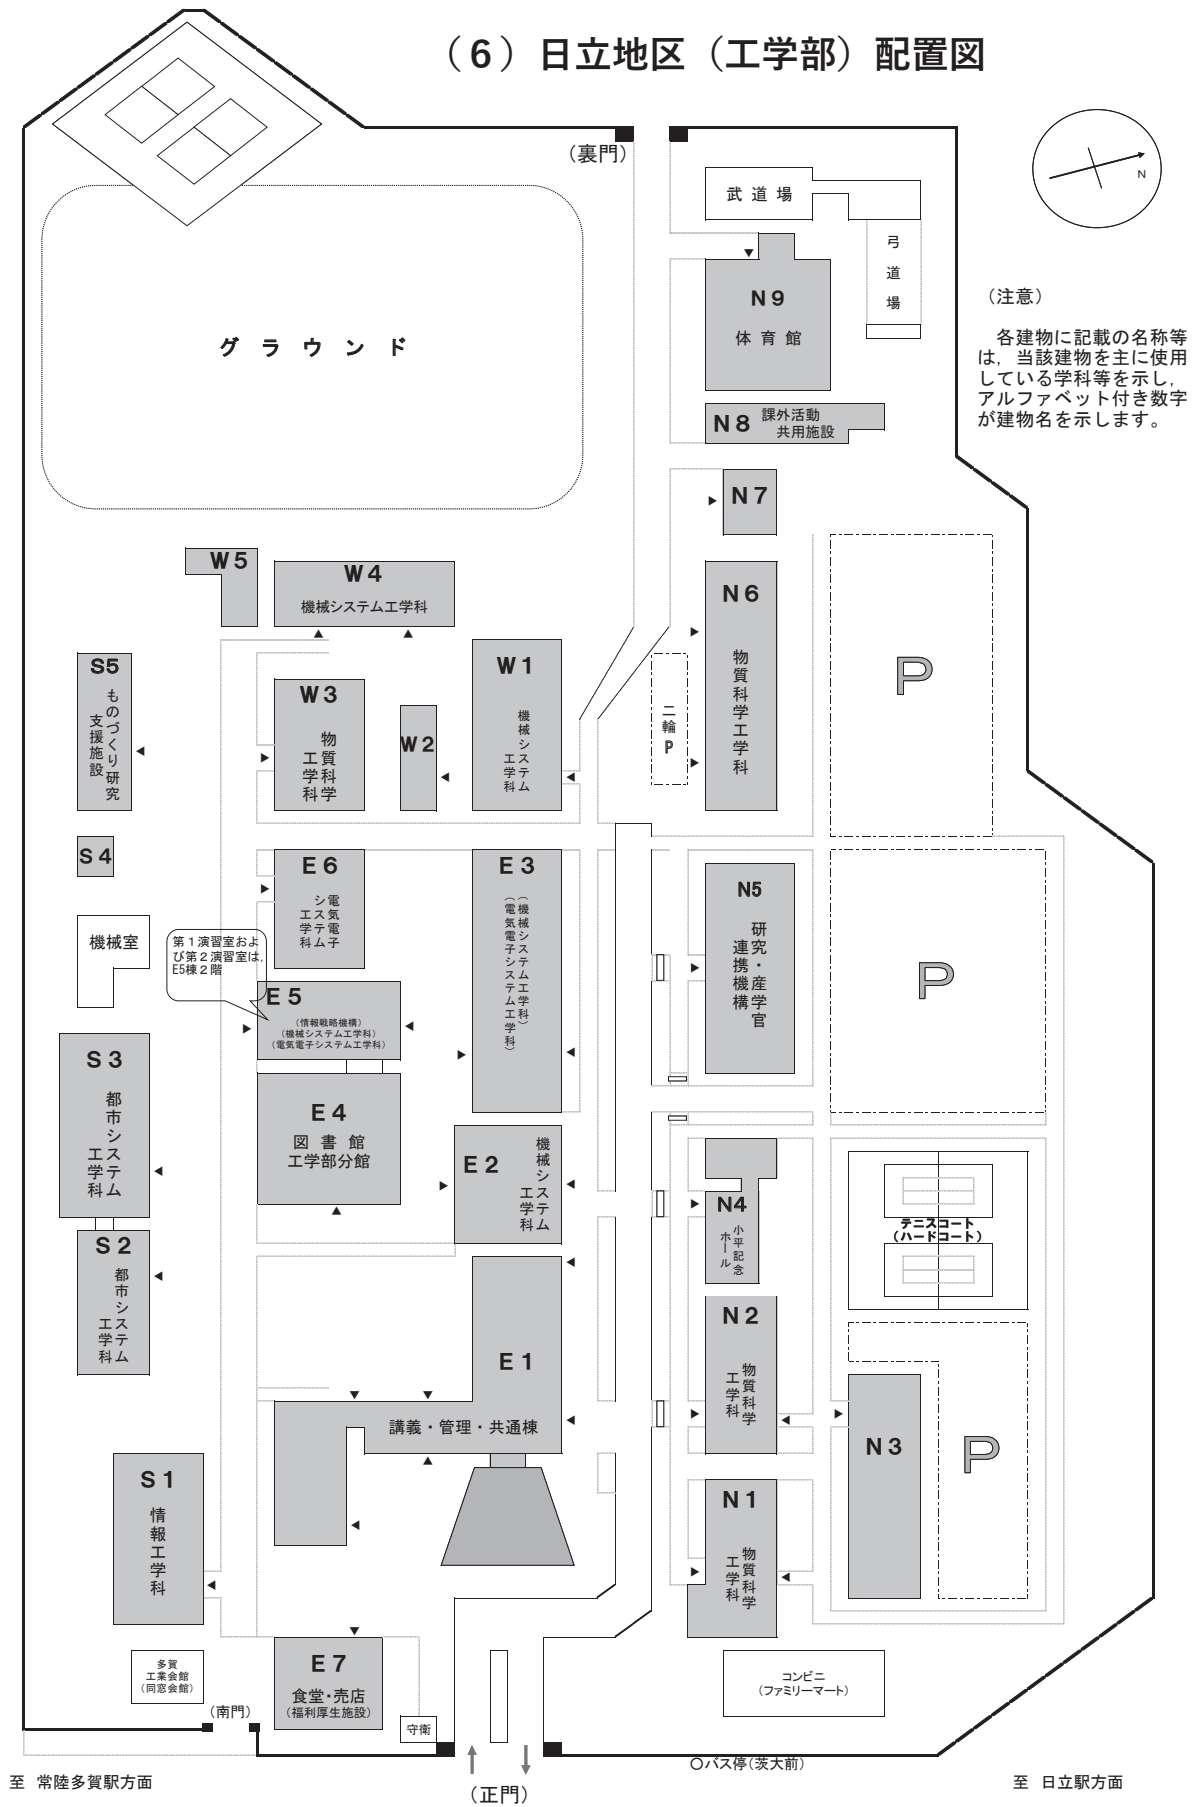 （６）日立地区（工学部）配置図
（裏門）
N
武 道 場
弓道場
N9
体 育 館
（注意）
　各建物に記載の名称等
は，当該建物を主に使用
している学科等を示し，
アルファベット付き数字
が建物名を示します。
グ ラ ウ ン ド
N8
課外活動
共用施設
N7
W5
W4
機械システム工学科
N6
物質科学工学科
P
二輪P
S5
ものづくり研究
支援施設
W3
物質科学
工学科
W2
W1
機械システム
工学科
S4
E6
電気電子
システム
工学科
E3
（機械システム工学科）
（電気電子システム工学科）
N5
研究・産学官
連携機構
P
機械室
第１演習室およ
び第２演習室は，
E5棟２階
E5
（情報戦略機構）
（機械システム工学科）
（電気電子システム工学科）
S3
都市システム
工学科
E4
図 書 館
工学部分館
E2
機械システム
工学科
N4
小平記念
ホール
テニスコート
（ハードコート）
S2
都市システム
工学科
E1
講義・管理・共通棟
N2
物質科学
工学科
N3
P
S1
情報工学科
N1
物質科学
工学科
多賀
工業会館
（同窓会館）
E7
食堂・売店
（福利厚生施設）
コンビニ
（ファミリーマート）
（南門）
守衛
○バス停（茨大前）
至 常陸多賀駅方面
（正門）
至 日立駅方面